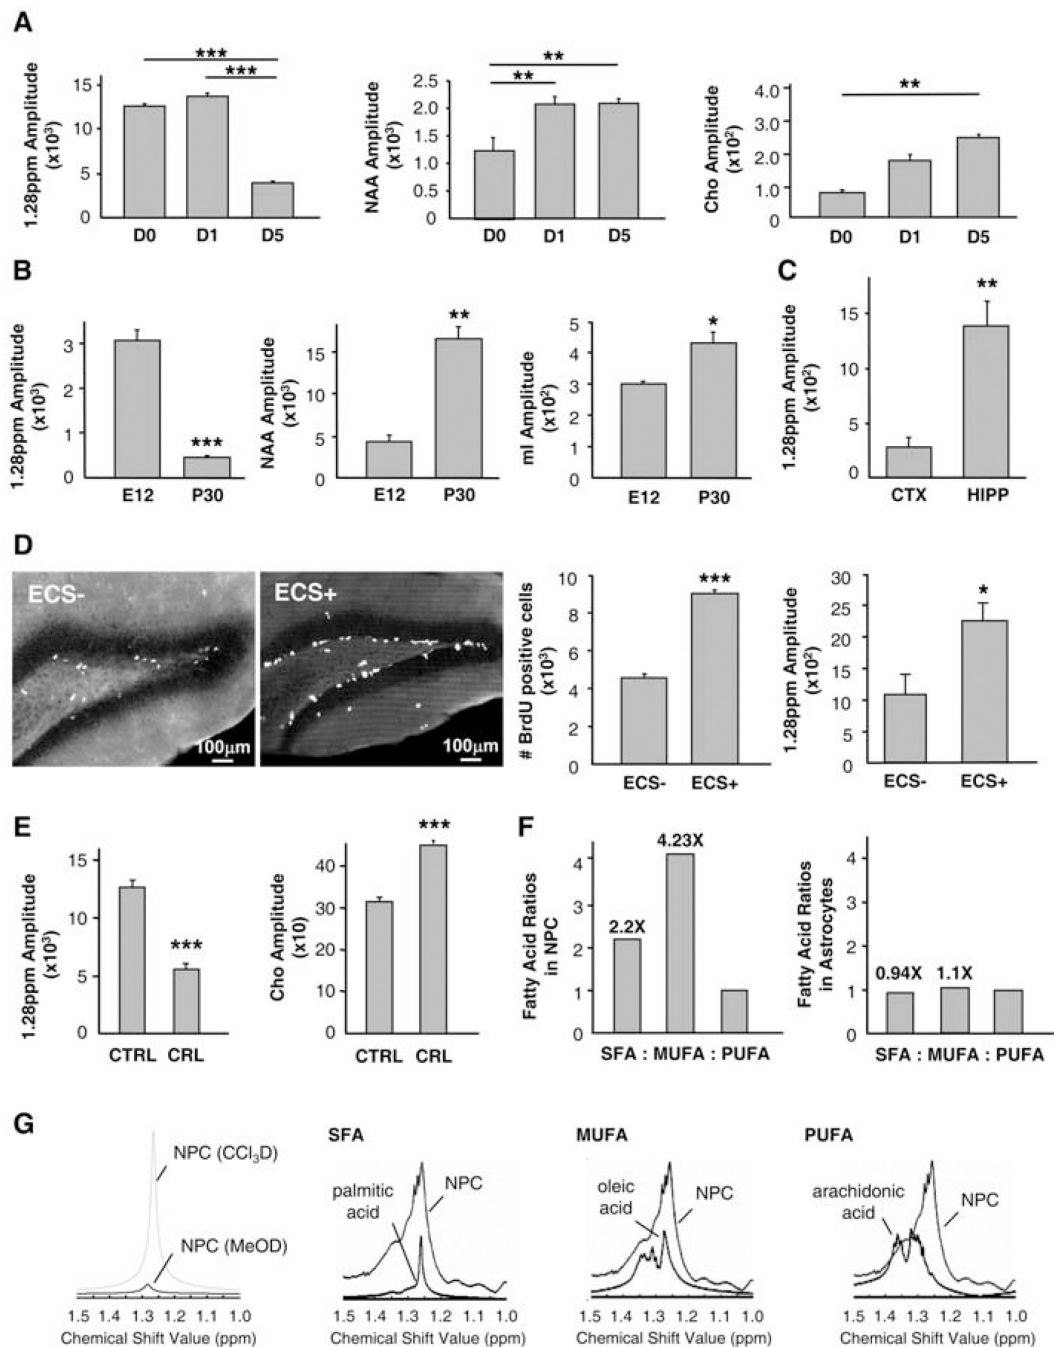 A
***
***
15
10
5
0
1.28ppm Amplitude
(x10³)
D0 D1 D5
**
**
2.5
2.0
1.5
1.0
0.5
0
NAA Amplitude
(x10³)
D0 D1 D5
**
4.0
3.0
2.0
1.0
0
Cho Amplitude
(x10²)
D0 D1 D5
B
3
2
1
0
1.28ppm Amplitude
(x10³)
***
E12 P30
**
15
10
5
0
NAA Amplitude
(x10³)
E12 P30
*
5
4
3
2
1
0
mI Amplitude
(x10²)
E12 P30
C
**
15
10
5
0
1.28ppm Amplitude
(x10²)
CTX HIPP
D
ECS-
100µm
ECS+
100µm
***
10
8
6
4
2
0
# BrdU positive cells
(x10³)
ECS- ECS+
*
30
25
20
15
10
5
0
1.28ppm Amplitude
(x10²)
ECS- ECS+
E
15
10
5
0
1.28ppm Amplitude
(x10³)
***
CTRL CRL
***
40
30
20
10
0
Cho Amplitude
(x10)
CTRL CRL
F
4.23X
2.2X
4
3
2
1
0
Fatty Acid Ratios
in NPC
SFA : MUFA : PUFA
4
3
2
1
0
Fatty Acid Ratios
in Astrocytes
0.94X 1.1X
SFA : MUFA : PUFA
G
NPC (CCl₃D)
NPC (MeOD)
1.5 1.4 1.3 1.2 1.1 1.0
Chemical Shift Value (ppm)
SFA
palmitic
acid
NPC
1.5 1.4 1.3 1.2 1.1 1.0
Chemical Shift Value (ppm)
MUFA
oleic
acid
NPC
1.5 1.4 1.3 1.2 1.1 1.0
Chemical Shift Value (ppm)
PUFA
arachidonic
acid
NPC
1.5 1.4 1.3 1.2 1.1 1.0
Chemical Shift Value (ppm)